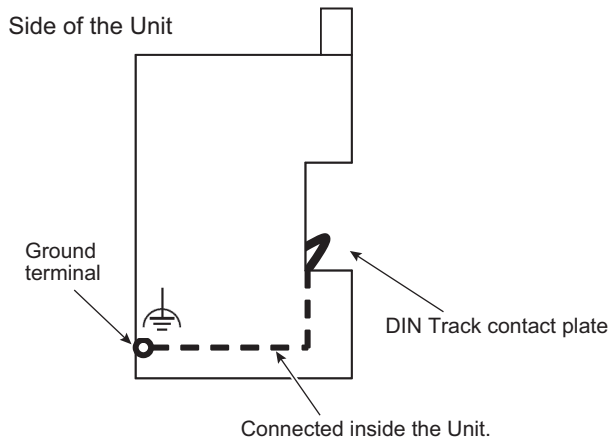 Side of the Unit
Ground
terminal
DIN Track contact plate
Connected inside the Unit.